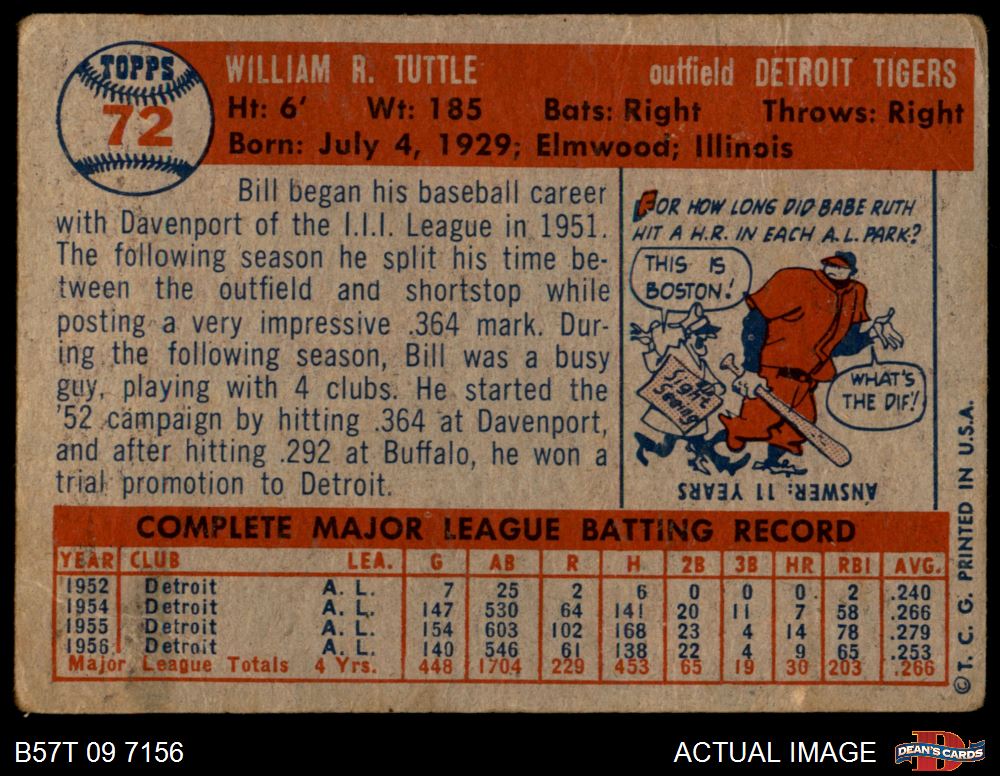 TOPPS
72
WILLIAM R. TUTTLE outfield DETROIT TIGERS
Ht: 6' Wt: 185 Bats: Right Throws: Right
Born: July 4, 1929; Elmwood; Illinois
Bill began his baseball career
with Davenport of the I.I.I. League in 1951.
The following season he split his time be-
tween the outfield and shortstop while
posting a very impressive .364 mark. Dur-
ing the following season, Bill was a busy
guy, playing with 4 clubs. He started the
'52 campaign by hitting .364 at Davenport,
and after hitting .292 at Buffalo, he won a
trial promotion to Detroit.
FOR HOW LONG DID BABE RUTH
HIT A H.R. IN EACH A.L. PARK?
THIS IS
BOSTON!
Sight
Seeing
WHAT'S
THE DIF!
ANSWER: 11 YEARS
COMPLETE MAJOR LEAGUE BATTING RECORD
YEAR CLUB LEA. G AB R H 2B 3B HR RBI AVG.
1952 Detroit A. L. 7 25 2 6 0 0 0 2 .240
1954 Detroit A. L. 147 530 64 141 20 11 7 58 .266
1955 Detroit A. L. 154 603 102 168 23 4 14 78 .279
1956 Detroit A. L. 140 546 61 138 22 4 9 65 .253
Major League Totals 4 Yrs. 448 1704 229 453 65 19 30 203 .266
© T. C. G. PRINTED IN U.S.A.
B57T 09 7156
ACTUAL IMAGE
D
DEAN'S CARDS